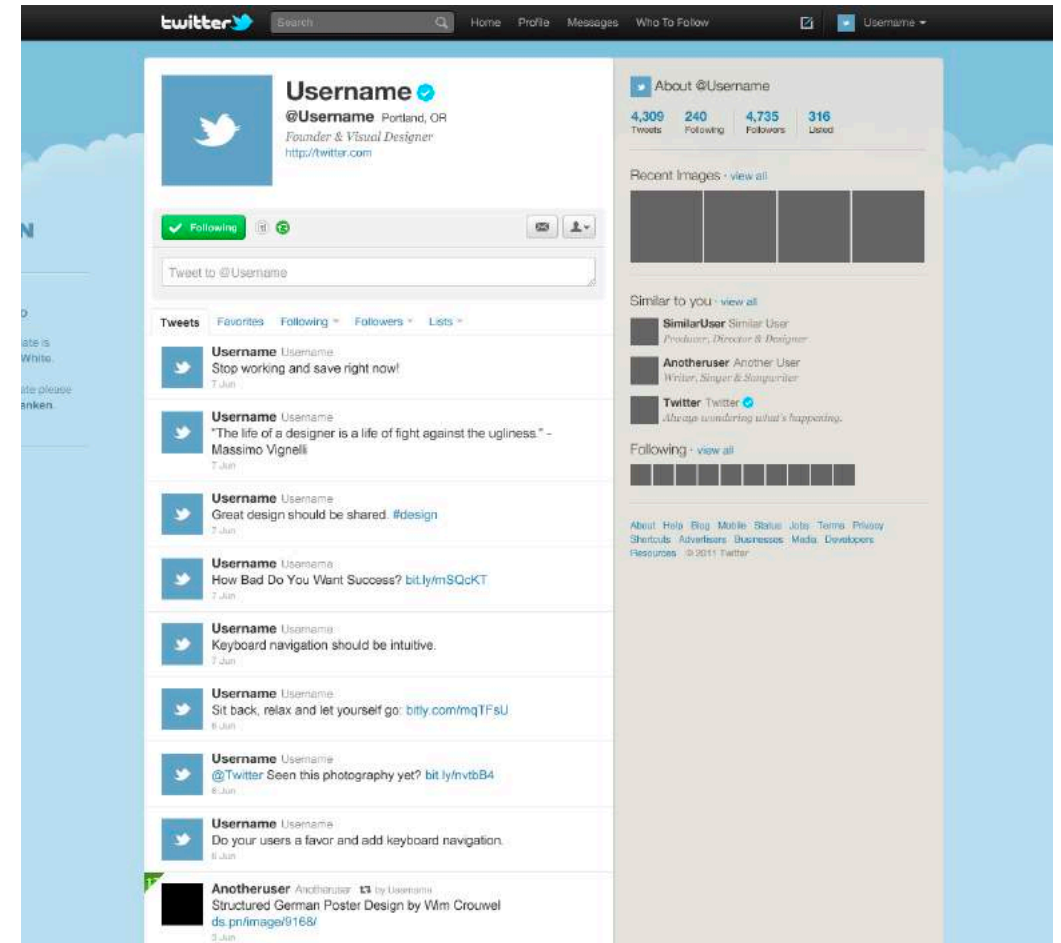 twitter
Search
Home Profile Messages Who To Follow
Username
Username
@Username Portland, OR
Founder & Visual Designer
http://twitter.com
Following
Tweet to @Username
Tweets Favorites Following Followers Lists
Username Username
Stop working and save right now!
7 Jun
Username Username
"The life of a designer is a life of fight against the ugliness." -
Massimo Vignelli
7 Jun
Username Username
Great design should be shared. #design
7 Jun
Username Username
How Bad Do You Want Success? bit.ly/mSQcKT
7 Jun
Username Username
Keyboard navigation should be intuitive.
7 Jun
Username Username
Sit back, relax and let yourself go: bitly.com/mqTFsU
6 Jun
Username Username
@Twitter Seen this photography yet? bit.ly/nvtbB4
6 Jun
Username Username
Do your users a favor and add keyboard navigation.
6 Jun
Anotheruser Anotheruser by Username
Structured German Poster Design by Wim Crouwel
ds.pn/image/9168/
3 Jun
About @Username
4,309 240 4,735 316
Tweets Following Followers Listed
Recent Images · view all
Similar to you · view all
SimilarUser Similar User
Producer, Director & Designer
Anotheruser Another User
Writer, Singer & Songwriter
Twitter Twitter
Always wondering what's happening.
Following · view all
About Help Blog Mobile Status Jobs Terms Privacy
Shortcuts Advertisers Businesses Media Developers
Resources © 2011 Twitter
N
ate is
White.
ate please
anken.